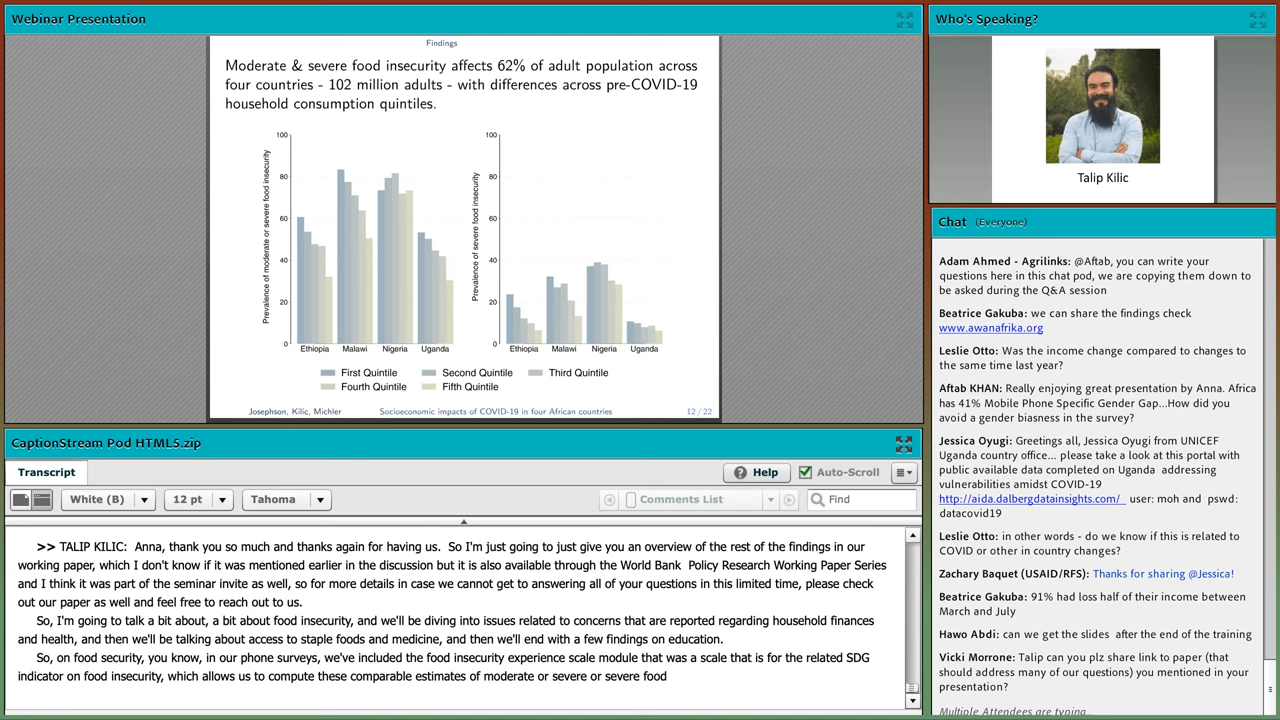 Webinar Presentation
Findings
Moderate & severe food insecurity affects 62% of adult population across
four countries - 102 million adults - with differences across pre-COVID-19
household consumption quintiles.
Prevalence of moderate or severe food insecurity
100
80
60
40
20
0
Ethiopia Malawi Nigeria Uganda
Prevalence of severe food insecurity
100
80
60
40
20
0
Ethiopia Malawi Nigeria Uganda
First Quintile Second Quintile Third Quintile
Fourth Quintile Fifth Quintile
Josephson, Kilic, Michler Socioeconomic impacts of COVID-19 in four African countries 12 / 22
Who's Speaking?
Talip Kilic
CaptionStream Pod HTML5.zip
Transcript
Help
Auto-Scroll
White (B)
12 pt
Tahoma
Comments List
Find
>> TALIP KILIC: Anna, thank you so much and thanks again for having us. So I'm just going to just give you an overview of the rest of the findings in our
working paper, which I don't know if it was mentioned earlier in the discussion but it is also available through the World Bank Policy Research Working Paper Series
and I think it was part of the seminar invite as well, so for more details in case we cannot get to answering all of your questions in this limited time, please check
out our paper as well and feel free to reach out to us.
So, I'm going to talk a bit about, a bit about food insecurity, and we'll be diving into issues related to concerns that are reported regarding household finances
and health, and then we'll be talking about access to staple foods and medicine, and then we'll end with a few findings on education.
So, on food security, you know, in our phone surveys, we've included the food insecurity experience scale module that was a scale that is for the related SDG
indicator on food insecurity, which allows us to compute these comparable estimates of moderate or severe or severe food
Chat (Everyone)
Adam Ahmed - Agrilinks: @Aftab, you can write your
questions here in this chat pod, we are copying them down to
be asked during the Q&A session
Beatrice Gakuba: we can share the findings check
www.awanafrika.org
Leslie Otto: Was the income change compared to changes to
the same time last year?
Aftab KHAN: Really enjoying great presentation by Anna. Africa
has 41% Mobile Phone Specific Gender Gap...How did you
avoid a gender biasness in the survey?
Jessica Oyugi: Greetings all, Jessica Oyugi from UNICEF
Uganda country office... please take a look at this portal with
public available data completed on Uganda addressing
vulnerabilities amidst COVID-19
http://aida.dalbergdatainsights.com/ user: moh and pswd:
datacovid19
Leslie Otto: in other words - do we know if this is related to
COVID or other in country changes?
Zachary Baquet (USAID/RFS): Thanks for sharing @Jessica!
Beatrice Gakuba: 91% had loss half of their income between
March and July
Hawo Abdi: can we get the slides after the end of the training
Vicki Morrone: Talip can you plz share link to paper (that
should address many of our questions) you mentioned in your
presentation?
Multiple Attendees are typing...